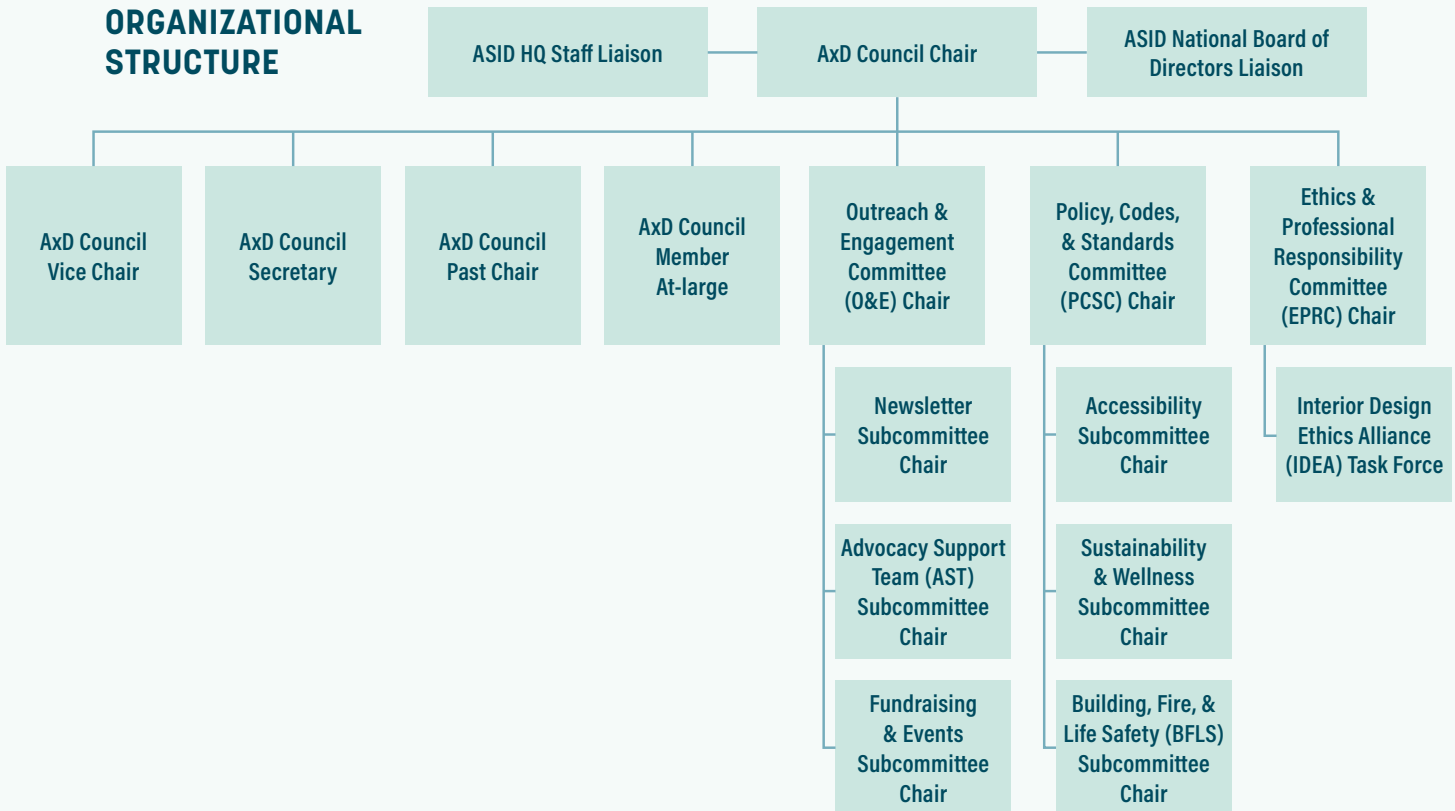 ORGANIZATIONAL
STRUCTURE
ASID HQ Staff Liaison
AxD Council Chair
ASID National Board of
Directors Liaison
AxD Council
Vice Chair
AxD Council
Secretary
AxD Council
Past Chair
AxD Council
Member
At-large
Outreach &
Engagement
Committee
(O&E) Chair
Policy, Codes,
& Standards
Committee
(PCSC) Chair
Ethics &
Professional
Responsibility
Committee
(EPRC) Chair
Newsletter
Subcommittee
Chair
Accessibility
Subcommittee
Chair
Interior Design
Ethics Alliance
(IDEA) Task Force
Advocacy Support
Team (AST)
Subcommittee
Chair
Sustainability
& Wellness
Subcommittee
Chair
Fundraising
& Events
Subcommittee
Chair
Building, Fire, &
Life Safety (BFLS)
Subcommittee
Chair